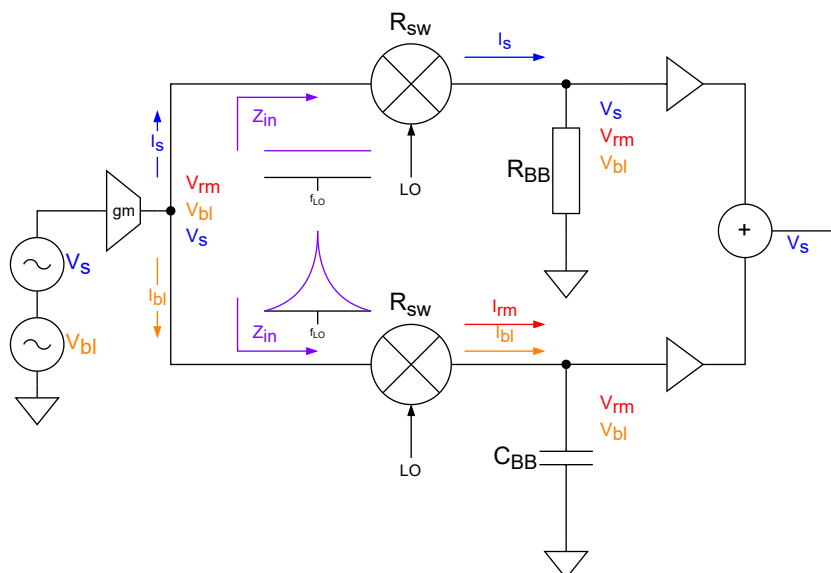 Rsw
Is
Zin
Is
fLO
LO
Vs
Vrm
Vbl
RBB
Vrm
Vbl
Vs
gm
+
Vs
Vs
Ibl
Vbl
fLO
Zin
Rsw
Irm
Ibl
LO
Vrm
Vbl
CBB